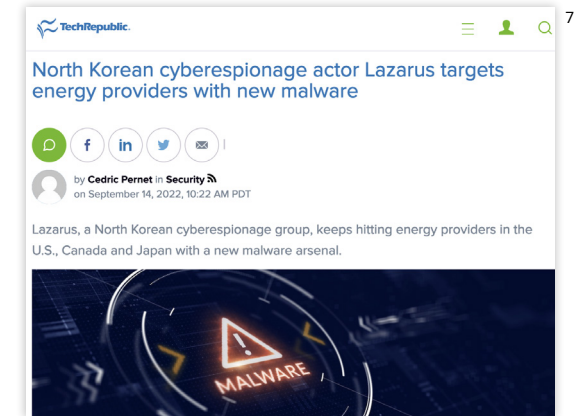 7
TechRepublic.
North Korean cyberespionage actor Lazarus targets
energy providers with new malware
by Cedric Pernet in Security
on September 14, 2022, 10:22 AM PDT
Lazarus, a North Korean cyberespionage group, keeps hitting energy providers in the
U.S., Canada and Japan with a new malware arsenal.
MALWARE